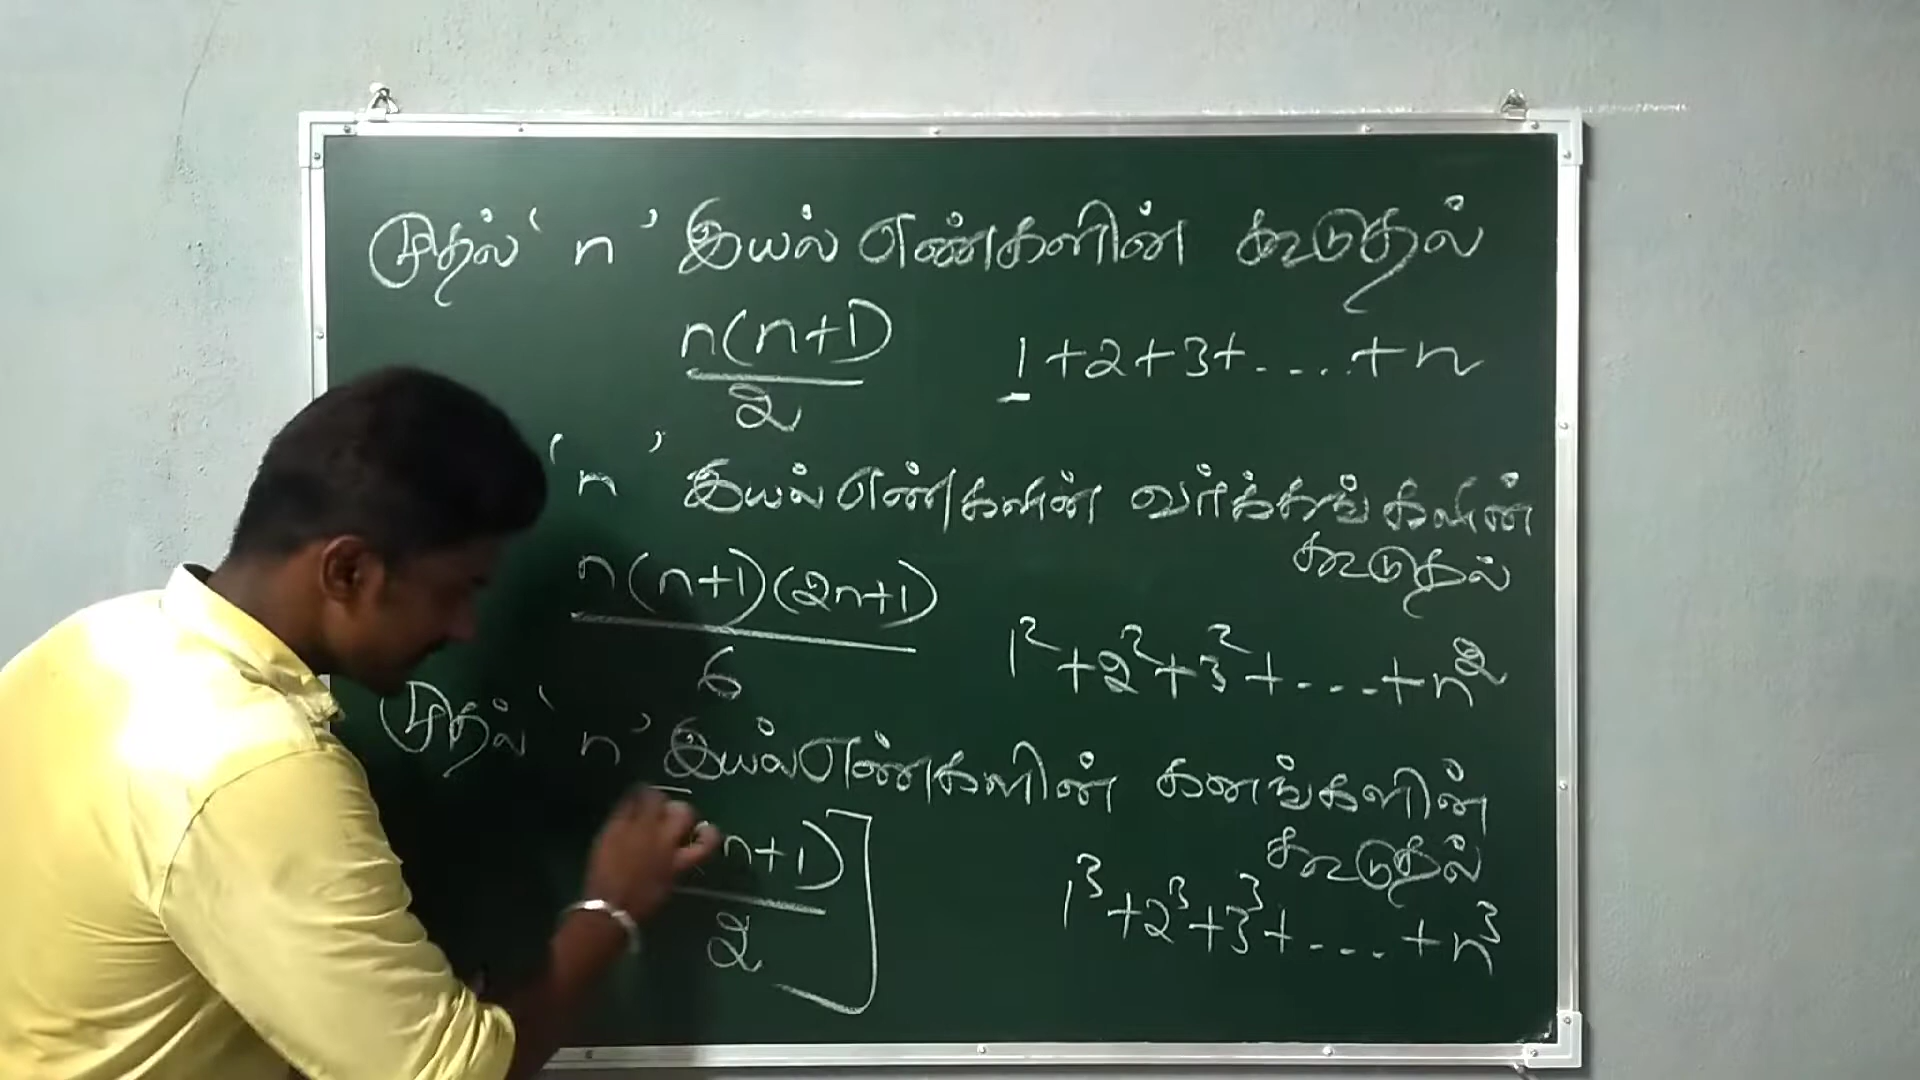 முதல் ‘n’ இயல் எண்களின் கூடுதல்
n(n+1)/2 1+2+3+....+n
‘n’ இயல் எண்களின் வர்க்கங்களின்
கூடுதல்
n(n+1)(2n+1)/6 1²+2²+3²+...+n²
முதல் ‘n’ இயல் எண்களின் கனங்களின்
கூடுதல்
n+1)/2] 1³+2³+3³+...+n³